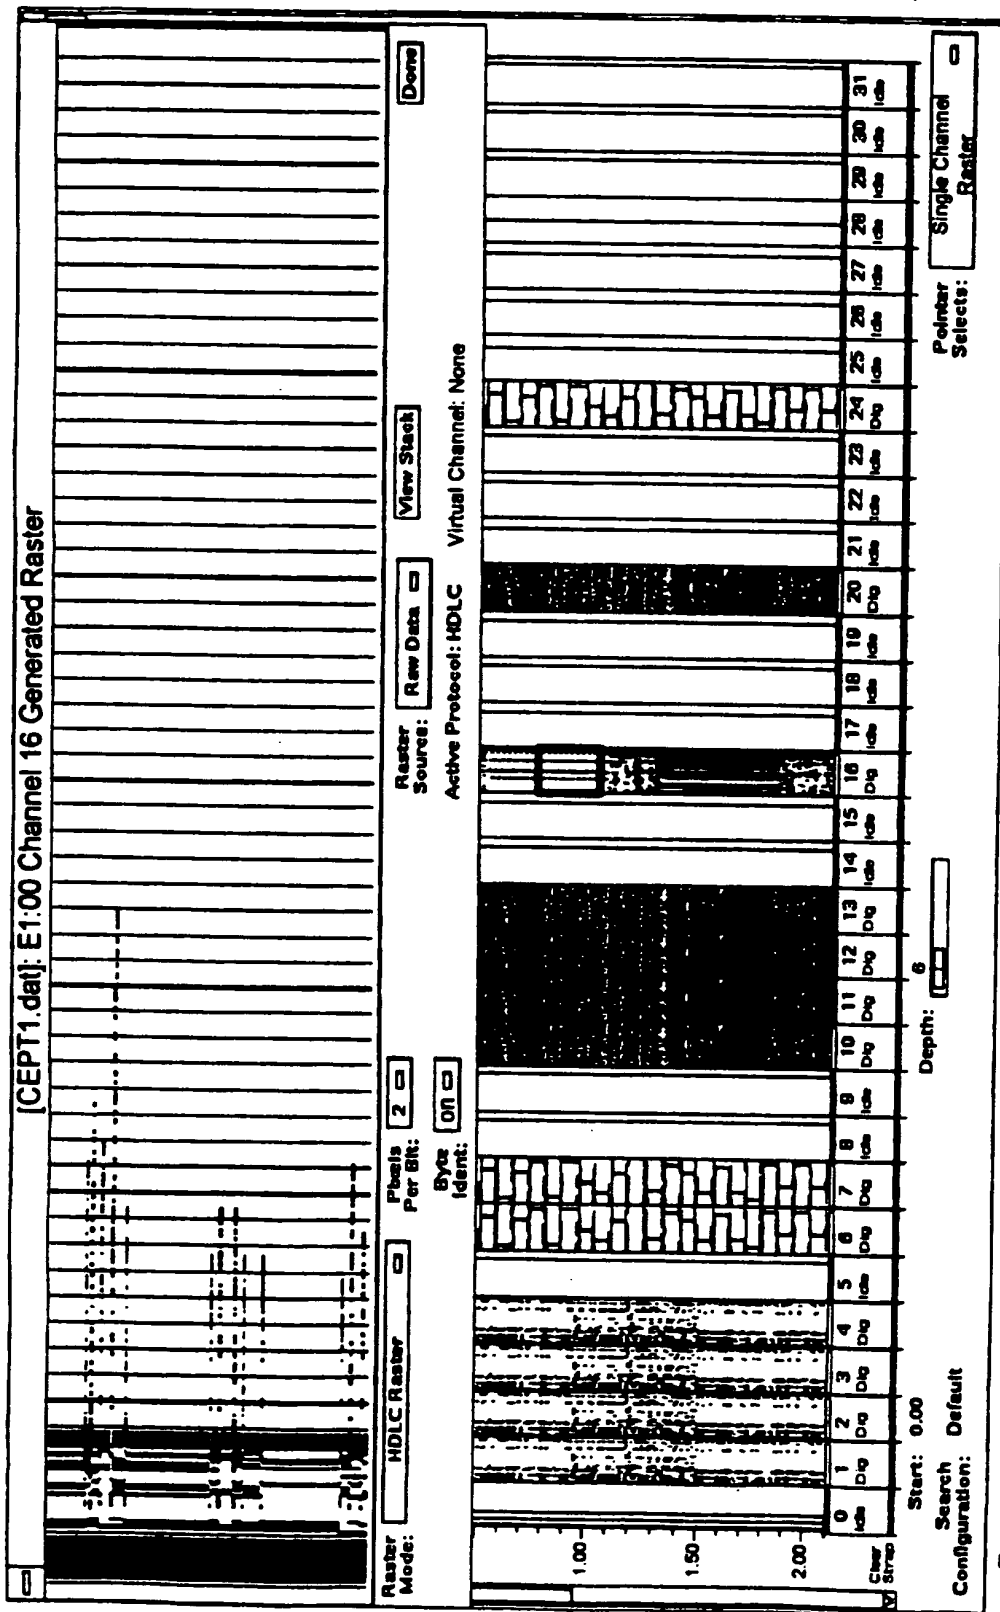 [CEPT1.dat]: E1:00 Channel 16 Generated Raster
Raster Mode: HDLC Raster
Pixels Per Bit: 2
Raster Source: Raw Data
View Stack
Done
Byte Ident: on
Active Protocol: HDLC
Virtual Channel: None
1.00
1.50
2.00
Clear Strap
0 1 2 3 4 5 6 7 8 9 10 11 12 13 14 15 16 17 18 19 20 21 22 23 24 25 26 27 28 29 30 31
Idle Dig Dig Dig Dig Idle Dig Dig Idle Idle Dig Dig Dig Dig Idle Idle Dig Idle Idle Idle Dig Idle Idle Idle Dig Idle Idle Idle Idle Idle Idle Idle
Start: 0.00
Depth: 6
Pointer Selects: Single Channel Raster
Search Configuration: Default